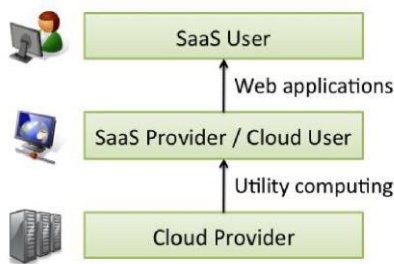 SaaS User
Web applications
SaaS Provider / Cloud User
Utility computing
Cloud Provider